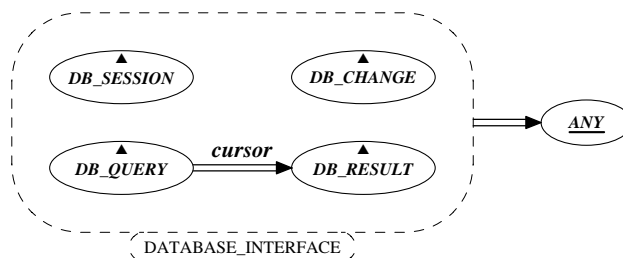 DB_SESSION
DB_CHANGE
ANY
cursor
DB_QUERY
DB_RESULT
DATABASE_INTERFACE